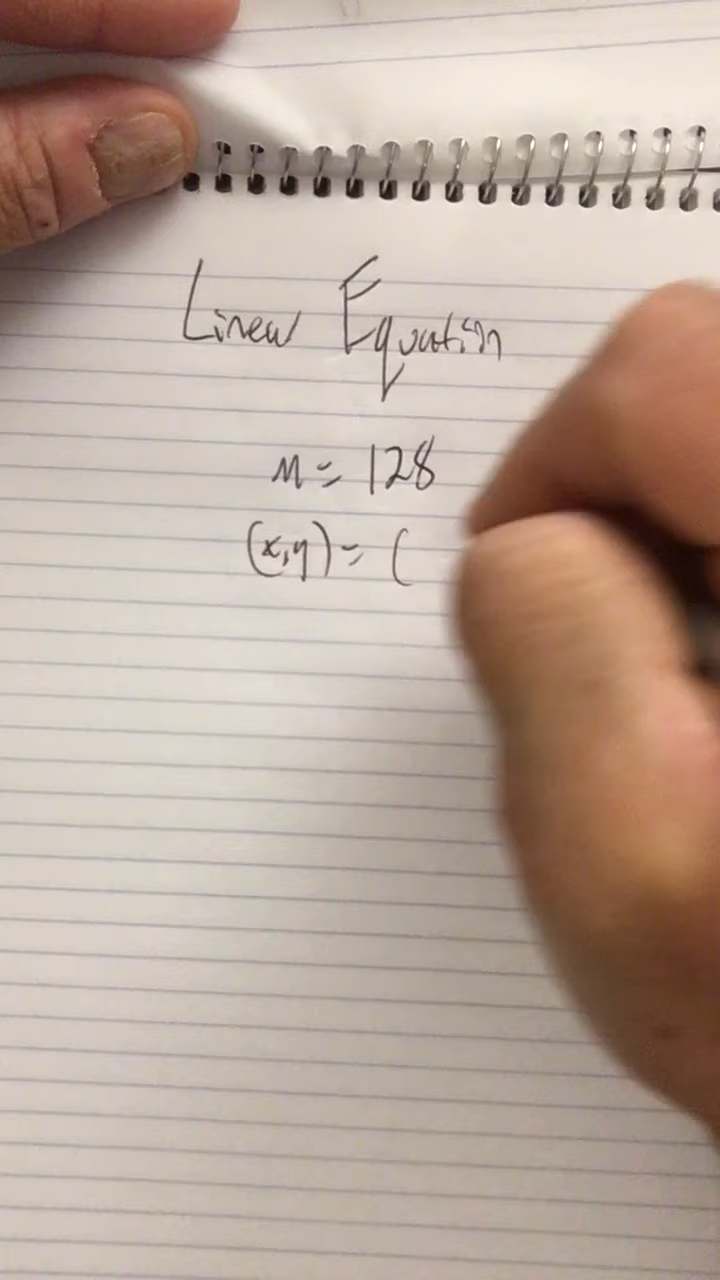 Linear Equation
m = 128
(x,y) = (